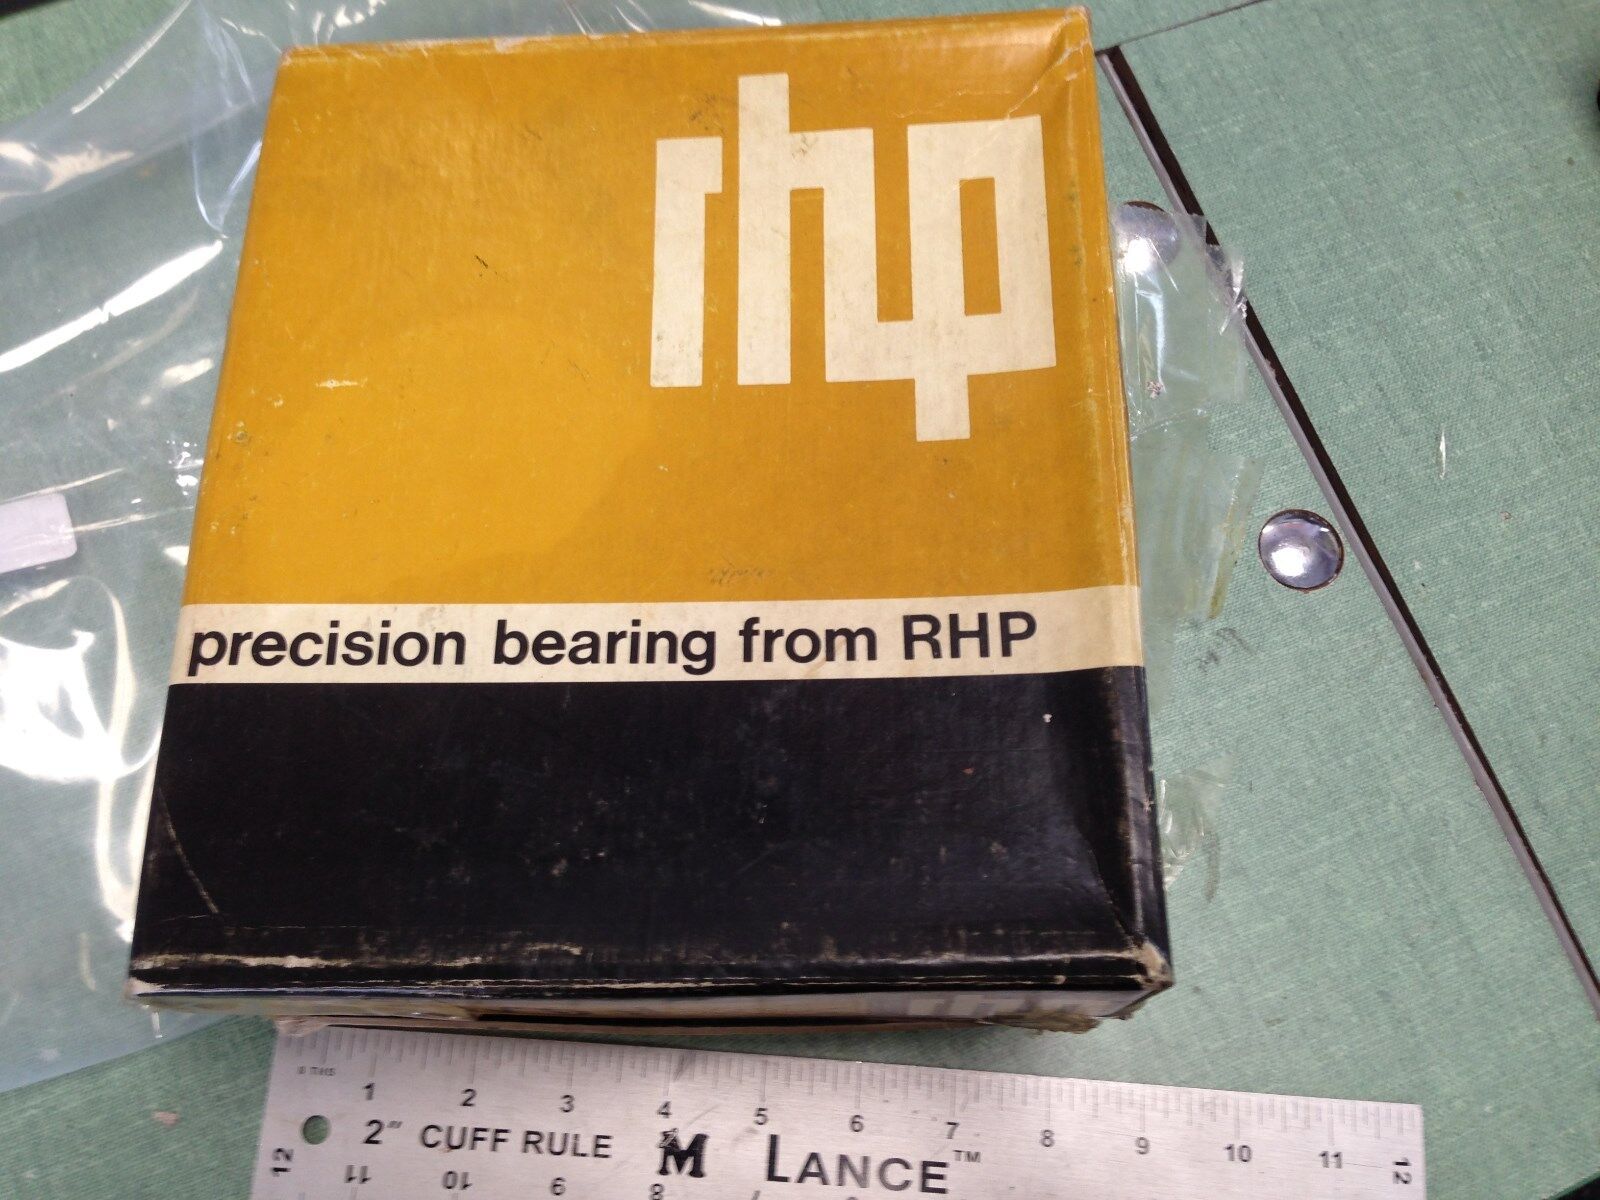 rhp
precision bearing from RHP
1 2 3 4 5 6 7 8 9 10 11 12
2" CUFF RULE M LANCE™
12 11 10 9 8 7